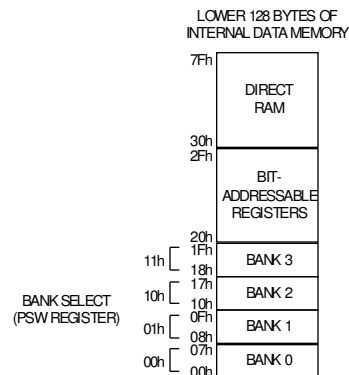 LOWER 128 BYTES OF
INTERNAL DATA MEMORY
7Fh
DIRECT
RAM
30h
2Fh
BIT-
ADDRESSABLE
REGISTERS
20h
1Fh
11h
BANK 3
18h
17h
10h
BANK 2
10h
BANK SELECT
(PSW REGISTER)
0Fh
01h
BANK 1
08h
07h
00h
BANK 0
00h